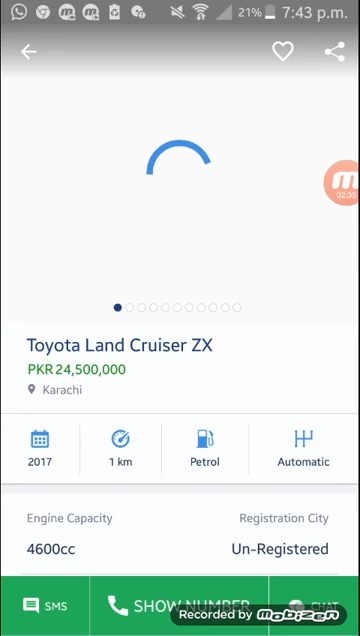 21% 7:43 p.m.
02:35
Toyota Land Cruiser ZX
PKR 24,500,000
Karachi
2017 1 km Petrol Automatic
Engine Capacity Registration City
4600cc Un-Registered
SMS SHOW NUMBER CHAT
Recorded by Mobizen